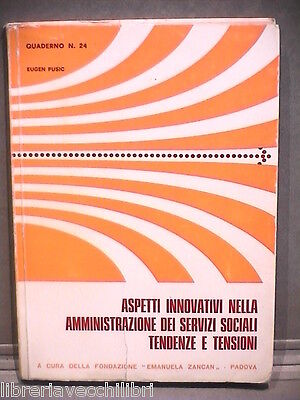 QUADERNO N. 24
EUGEN PUSIC
ASPETTI INNOVATIVI NELLA
AMMINISTRAZIONE DEI SERVIZI SOCIALI
TENDENZE E TENSIONI
A CURA DELLA FONDAZIONE "EMANUELA ZANCAN„ - PADOVA
libreriavecchilibri